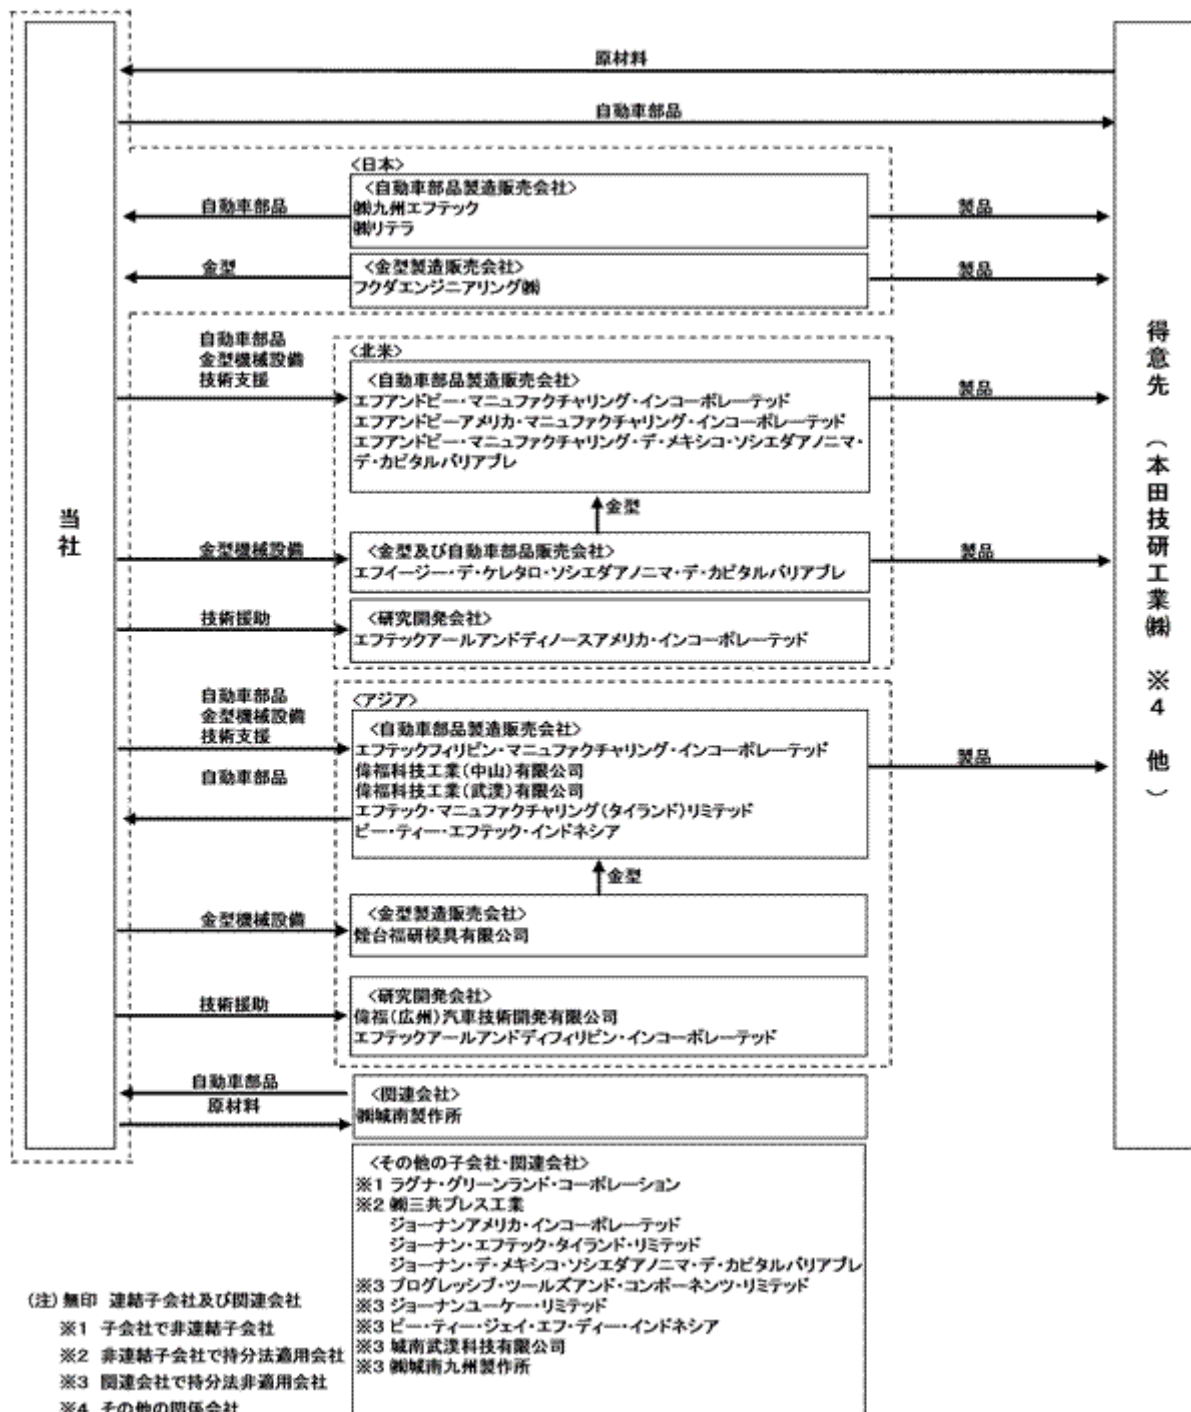 原材料
自動車部品
<日本>
<自動車部品製造販売会社>
㈱九州エフテック
㈱リテラ
自動車部品
製品
<金型製造販売会社>
フクダエンジニアリング㈱
金型
製品
自動車部品
金型機械設備
技術支援
<北米>
<自動車部品製造販売会社>
エフアンドピー・マニュファクチャリング・インコーポレーテッド
エフアンドピーアメリカ・マニュファクチャリング・インコーポレーテッド
エフアンドピー・マニュファクチャリング・デ・メキシコ・ソシエダアノニマ・
デ・カピタルバリアブレ
製品
金型
当社
金型機械設備
<金型及び自動車部品販売会社>
エフイージー・デ・ケレタロ・ソシエダアノニマ・デ・カピタルバリアブレ
製品
技術援助
<研究開発会社>
エフテックアールアンドディノースアメリカ・インコーポレーテッド
得意先 (本田技研工業㈱ ※4 他)
自動車部品
金型機械設備
技術支援
自動車部品
<アジア>
<自動車部品製造販売会社>
エフテックフィリピン・マニュファクチャリング・インコーポレーテッド
偉福科技工業(中山)有限公司
偉福科技工業(武漢)有限公司
エフテック・マニュファクチャリング(タイランド)リミテッド
ピー・ティー・エフテック・インドネシア
製品
金型
金型機械設備
<金型製造販売会社>
煙台福研模具有限公司
技術援助
<研究開発会社>
偉福(広州)汽車技術開発有限公司
エフテックアールアンドディフィリピン・インコーポレーテッド
自動車部品
原材料
<関連会社>
㈱城南製作所
<その他の子会社・関連会社>
※1 ラグナ・グリーンランド・コーポレーション
※2 ㈱三共プレス工業
ジョーナンアメリカ・インコーポレーテッド
ジョーナン・エフテック・タイランド・リミテッド
ジョーナン・デ・メキシコ・ソシエダアノニマ・デ・カピタルバリアブレ
※3 プログレッシブ・ツールズアンド・コンポーネンツ・リミテッド
※3 ジョーナンユーケー・リミテッド
※3 ピー・ティー・ジェイ・エフ・ディー・インドネシア
※3 城南武漢科技有限公司
※3 ㈱城南九州製作所
(注) 無印 連結子会社及び関連会社
※1 子会社で非連結子会社
※2 非連結子会社で持分法適用会社
※3 関連会社で持分法非適用会社
※4 その他の関係会社